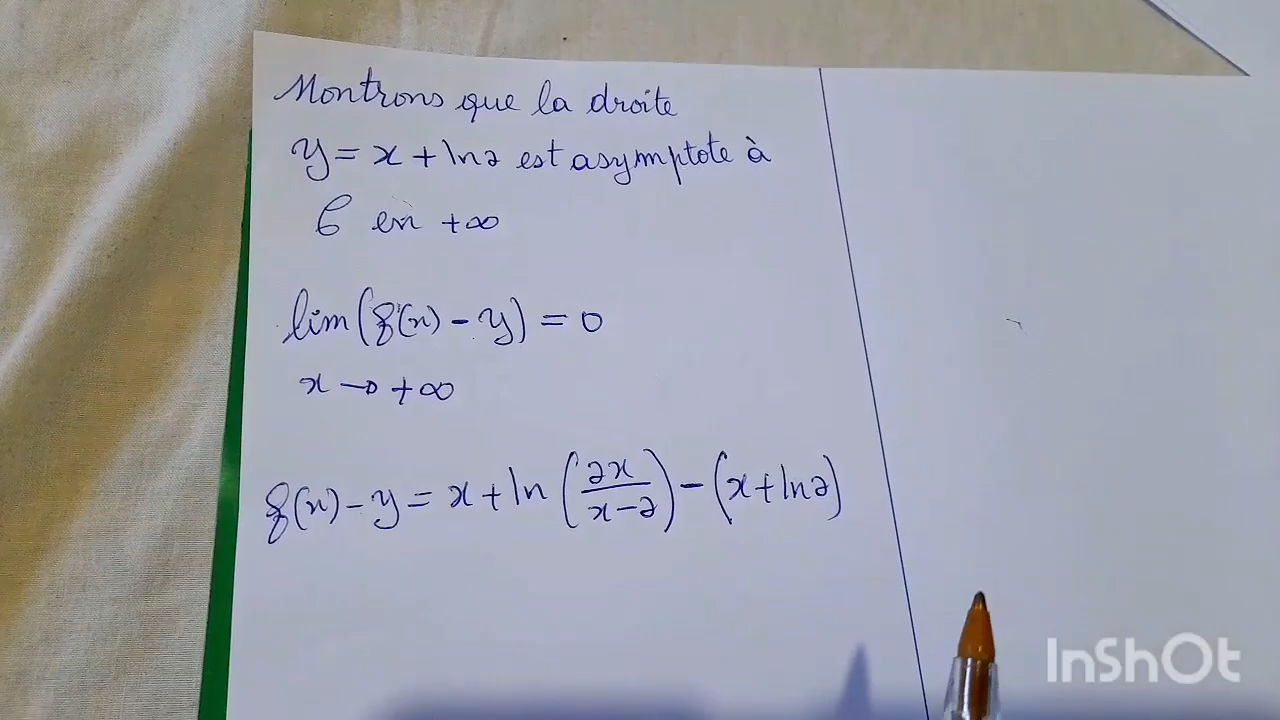 Montrons que la droite
y = x + ln2 est asymptote à
C en +∞
lim (f(x) - y) = 0
x → +∞
f(x) - y = x + ln (2x/(x-2)) - (x + ln2)
InShOt